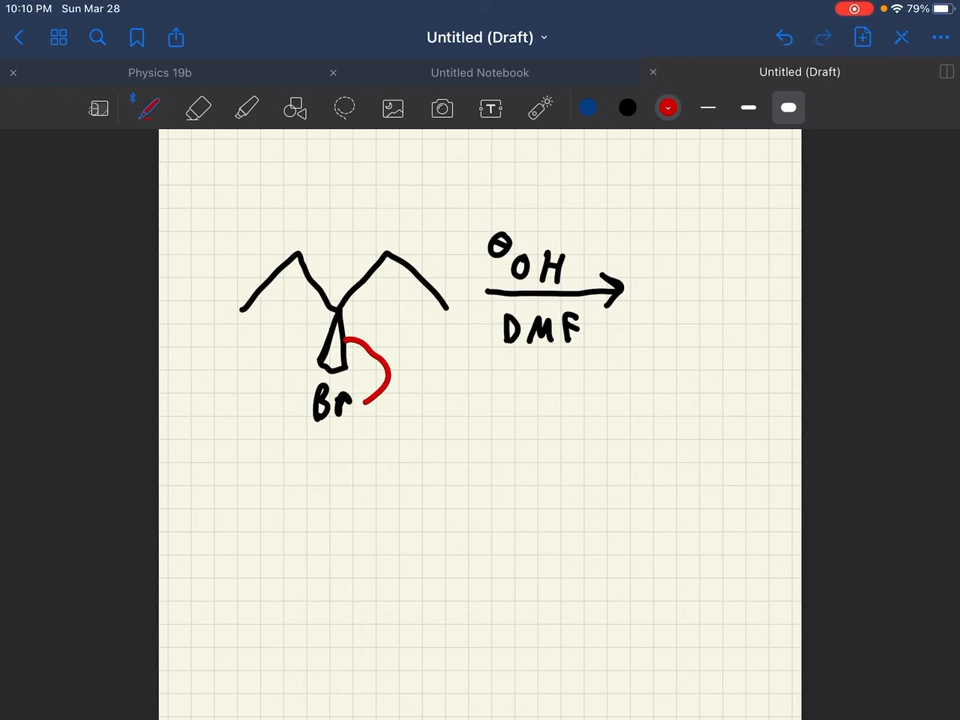 10:10 PM Sun Mar 28
79%
Untitled (Draft)
Physics 19b
Untitled Notebook
Untitled (Draft)
T
⊖
OH
DMF
Br